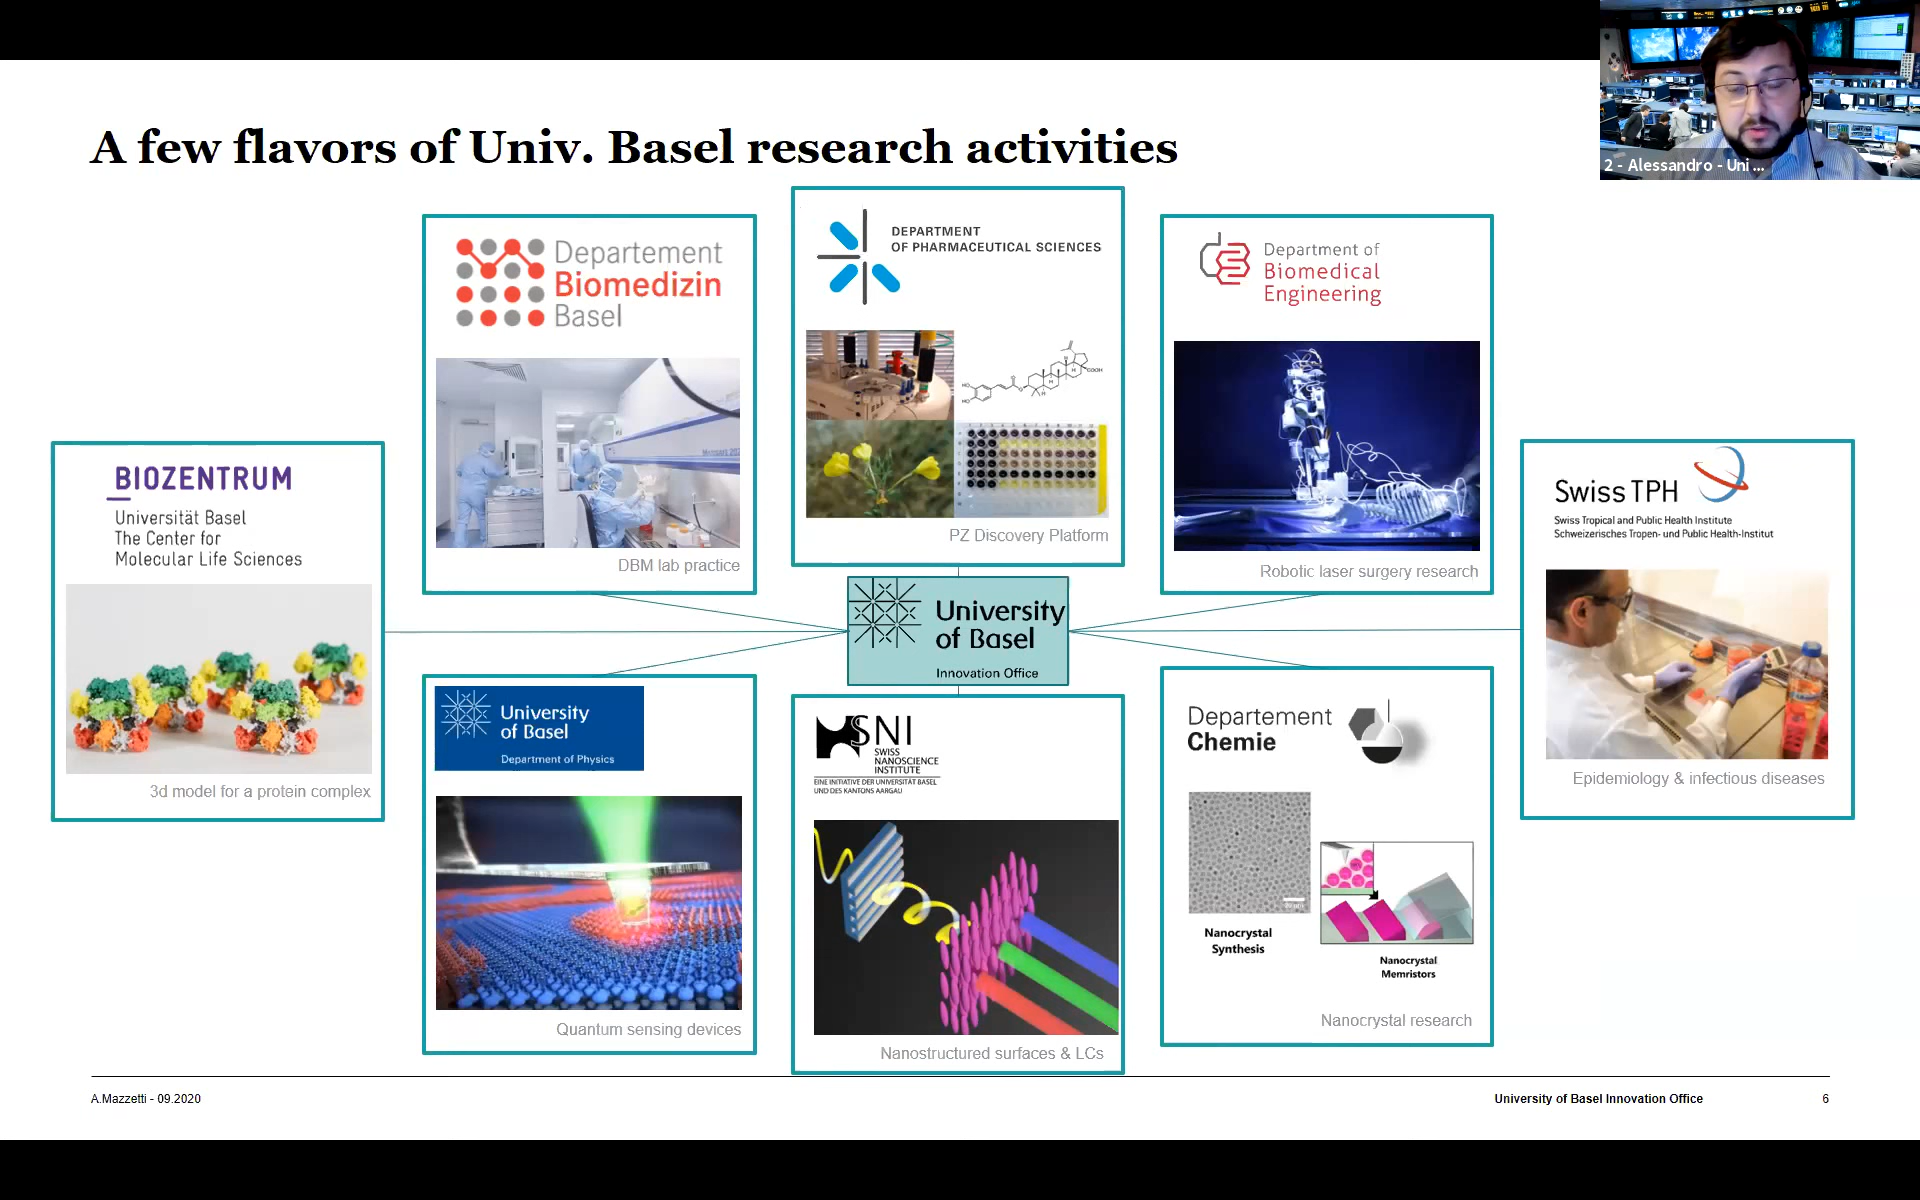 2 - Alessandro - Uni ...
A few flavors of Univ. Basel research activities
BIOZENTRUM
Universität Basel
The Center for
Molecular Life Sciences
3d model for a protein complex
Departement
Biomedizin
Basel
DBM lab practice
DEPARTMENT
OF PHARMACEUTICAL SCIENCES
HO
HO
COOH
PZ Discovery Platform
Department of
Biomedical
Engineering
Robotic laser surgery research
Swiss TPH
Swiss Tropical and Public Health Institute
Schweizerisches Tropen- und Public Health-Institut
Epidemiology & infectious diseases
University
of Basel
Innovation Office
University
of Basel
Department of Physics
Quantum sensing devices
SNI
SWISS
NANOSCIENCE
INSTITUTE
EINE INITIATIVE DER UNIVERSITÄT BASEL
UND DES KANTONS AARGAU
Nanostructured surfaces & LCs
Departement
Chemie
Nanocrystal
Synthesis
Nanocrystal
Memristors
Nanocrystal research
A.Mazzetti - 09.2020
University of Basel Innovation Office
6